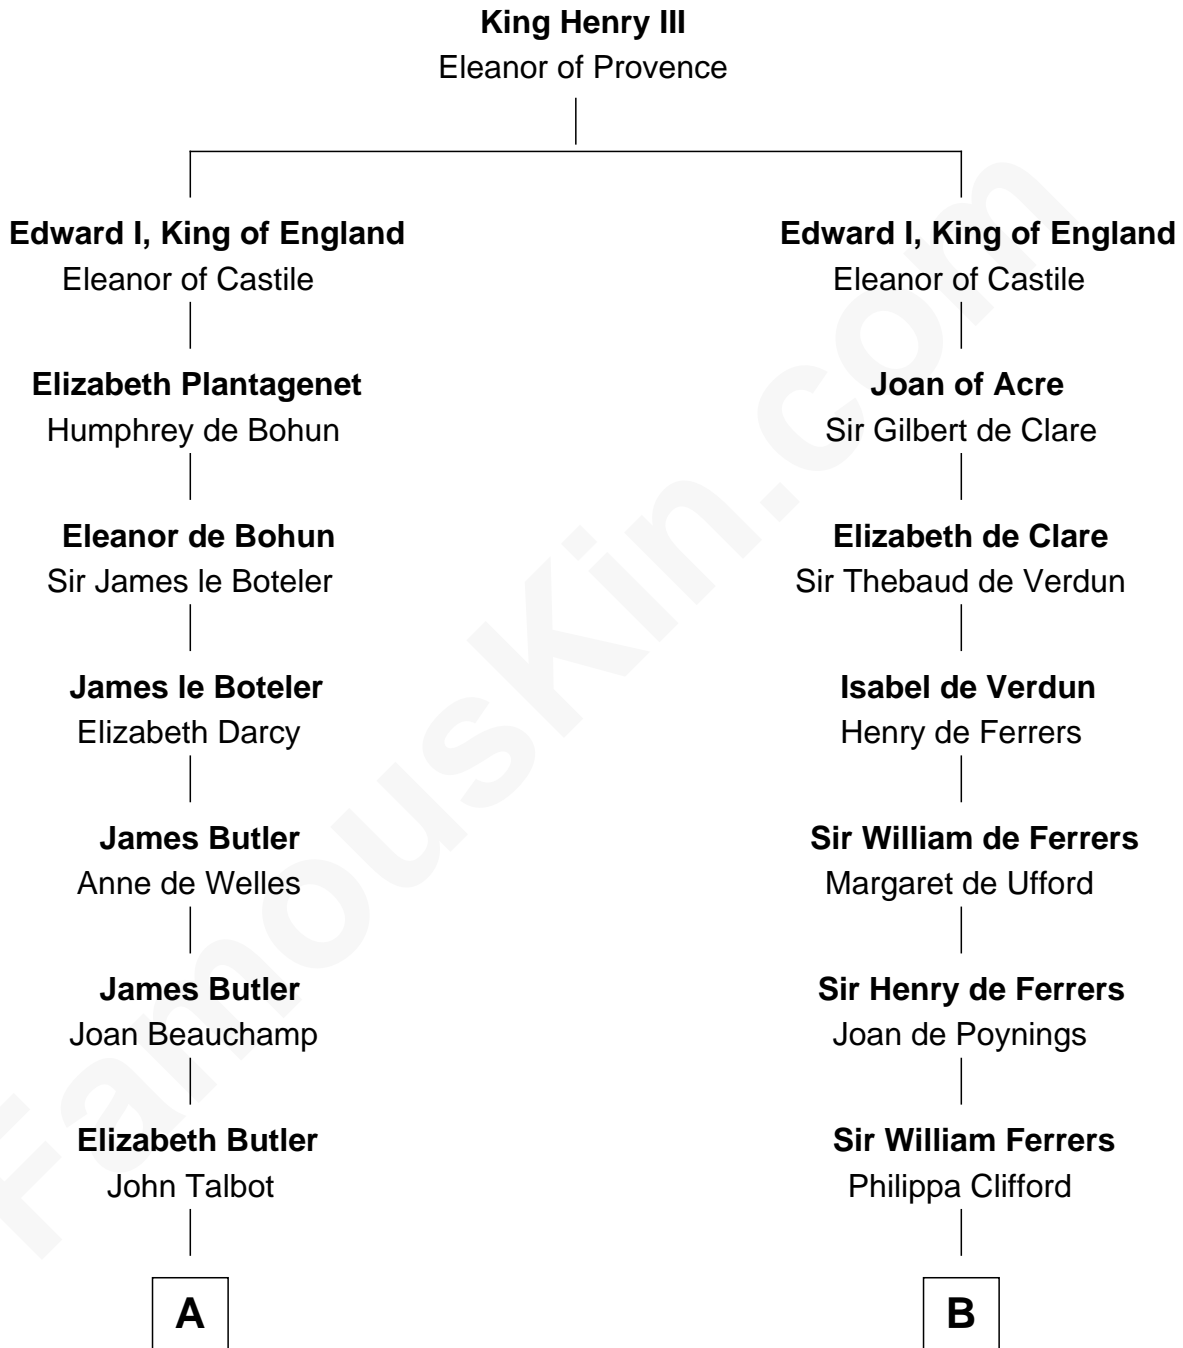 King Henry III
Eleanor of Provence
Edward I, King of England
Eleanor of Castile
Elizabeth Plantagenet
Humphrey de Bohun
Eleanor de Bohun
Sir James le Boteler
James le Boteler
Elizabeth Darcy
James Butler
Anne de Welles
James Butler
Joan Beauchamp
Elizabeth Butler
John Talbot
A
Edward I, King of England
Eleanor of Castile
Joan of Acre
Sir Gilbert de Clare
Elizabeth de Clare
Sir Thebaud de Verdun
Isabel de Verdun
Henry de Ferrers
Sir William de Ferrers
Margaret de Ufford
Sir Henry de Ferrers
Joan de Poynings
Sir William Ferrers
Philippa Clifford
B
FamousKin.com